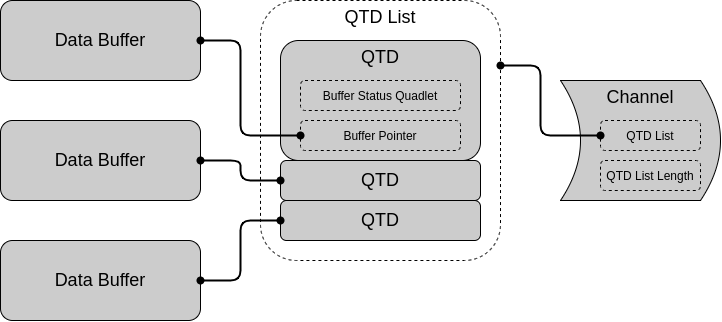 QTD List
Data Buffer
QTD
Buffer Status Quadlet
Channel
Buffer Pointer
QTD List
Data Buffer
QTD
QTD List Length
QTD
Data Buffer